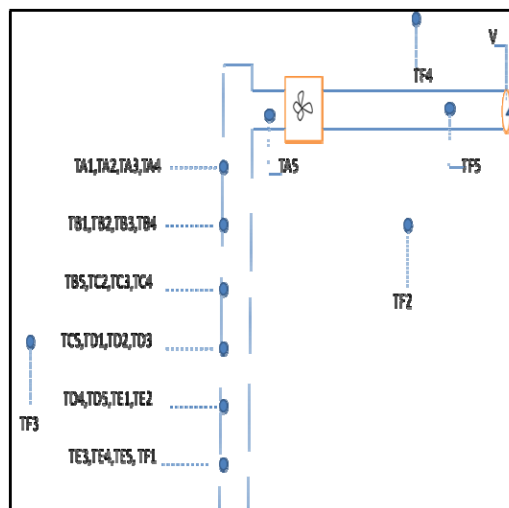 V
TF4
TA1,TA2,TA3,TA4
TA5
TF5
TB1,TB2,TB3,TB4
TB5,TC2,TC3,TC4
TF2
TC5,TD1,TD2,TD3
TD4,TD5,TE1,TE2
TF3
TE3,TE4,TE5, TF1